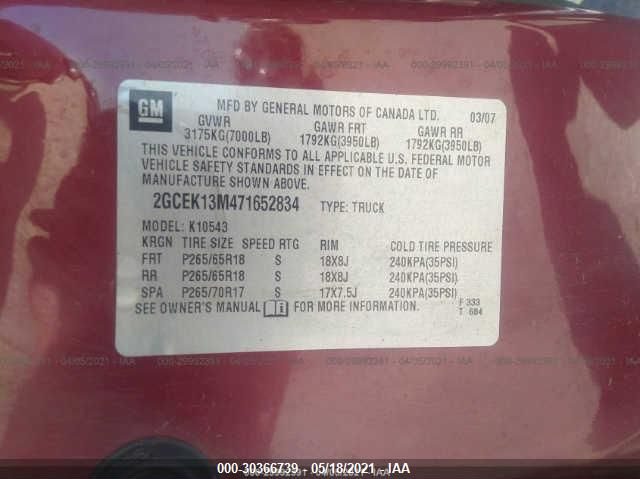 GM
MFD BY GENERAL MOTORS OF CANADA LTD. 03/07
GVWR GAWR FRT GAWR RR
3175KG(7000LB) 1792KG(3950LB) 1792KG(3950LB)
THIS VEHICLE CONFORMS TO ALL APPLICABLE U.S. FEDERAL MOTOR
VEHICLE SAFETY STANDARDS IN EFFECT ON THE DATE OF
MANUFACTURE SHOWN ABOVE.
2GCEK13M471652834 TYPE: TRUCK
MODEL: K10543
KRGN TIRE SIZE SPEED RTG RIM COLD TIRE PRESSURE
FRT P265/65R18 S 18X8J 240KPA(35PSI)
RR P265/65R18 S 18X8J 240KPA(35PSI)
SPA P265/70R17 S 17X7.5J 240KPA(35PSI)
SEE OWNER'S MANUAL FOR MORE INFORMATION.
F 333
T 684
000-30366739 - 05/18/2021 - IAA